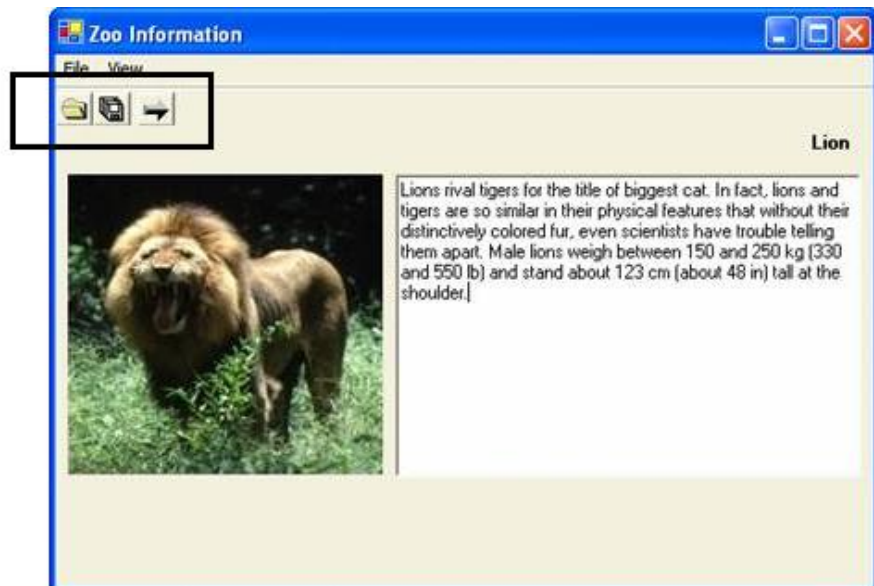 Zoo Information
File View
Lion
Lions rival tigers for the title of biggest cat. In fact, lions and
tigers are so similar in their physical features that without their
distinctively colored fur, even scientists have trouble telling
them apart. Male lions weigh between 150 and 250 kg (330
and 550 lb) and stand about 123 cm (about 48 in) tall at the
shoulder.